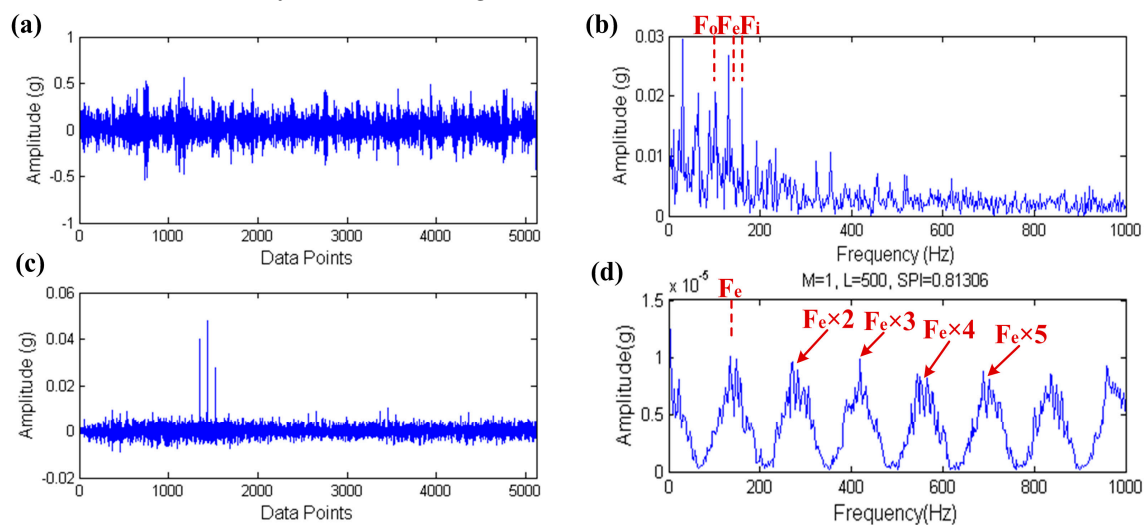 (a)
1
0.5
0
-0.5
-1
Amplitude (g)
0 1000 2000 3000 4000 5000
Data Points
(b)
FoFeFi
0.03
0.02
0.01
0
Amplitude (g)
0 200 400 600 800 1000
Frequency (Hz)
(c)
0.06
0.04
0.02
0
-0.02
Amplitude (g)
0 1000 2000 3000 4000 5000
Data Points
(d)
M=1, L=500, SPI=0.81306
x 10^-5
Fe
Fe×2
Fe×3
Fe×4
Fe×5
1.5
1
0.5
0
Amplitude(g)
0 200 400 600 800 1000
Frequency(Hz)